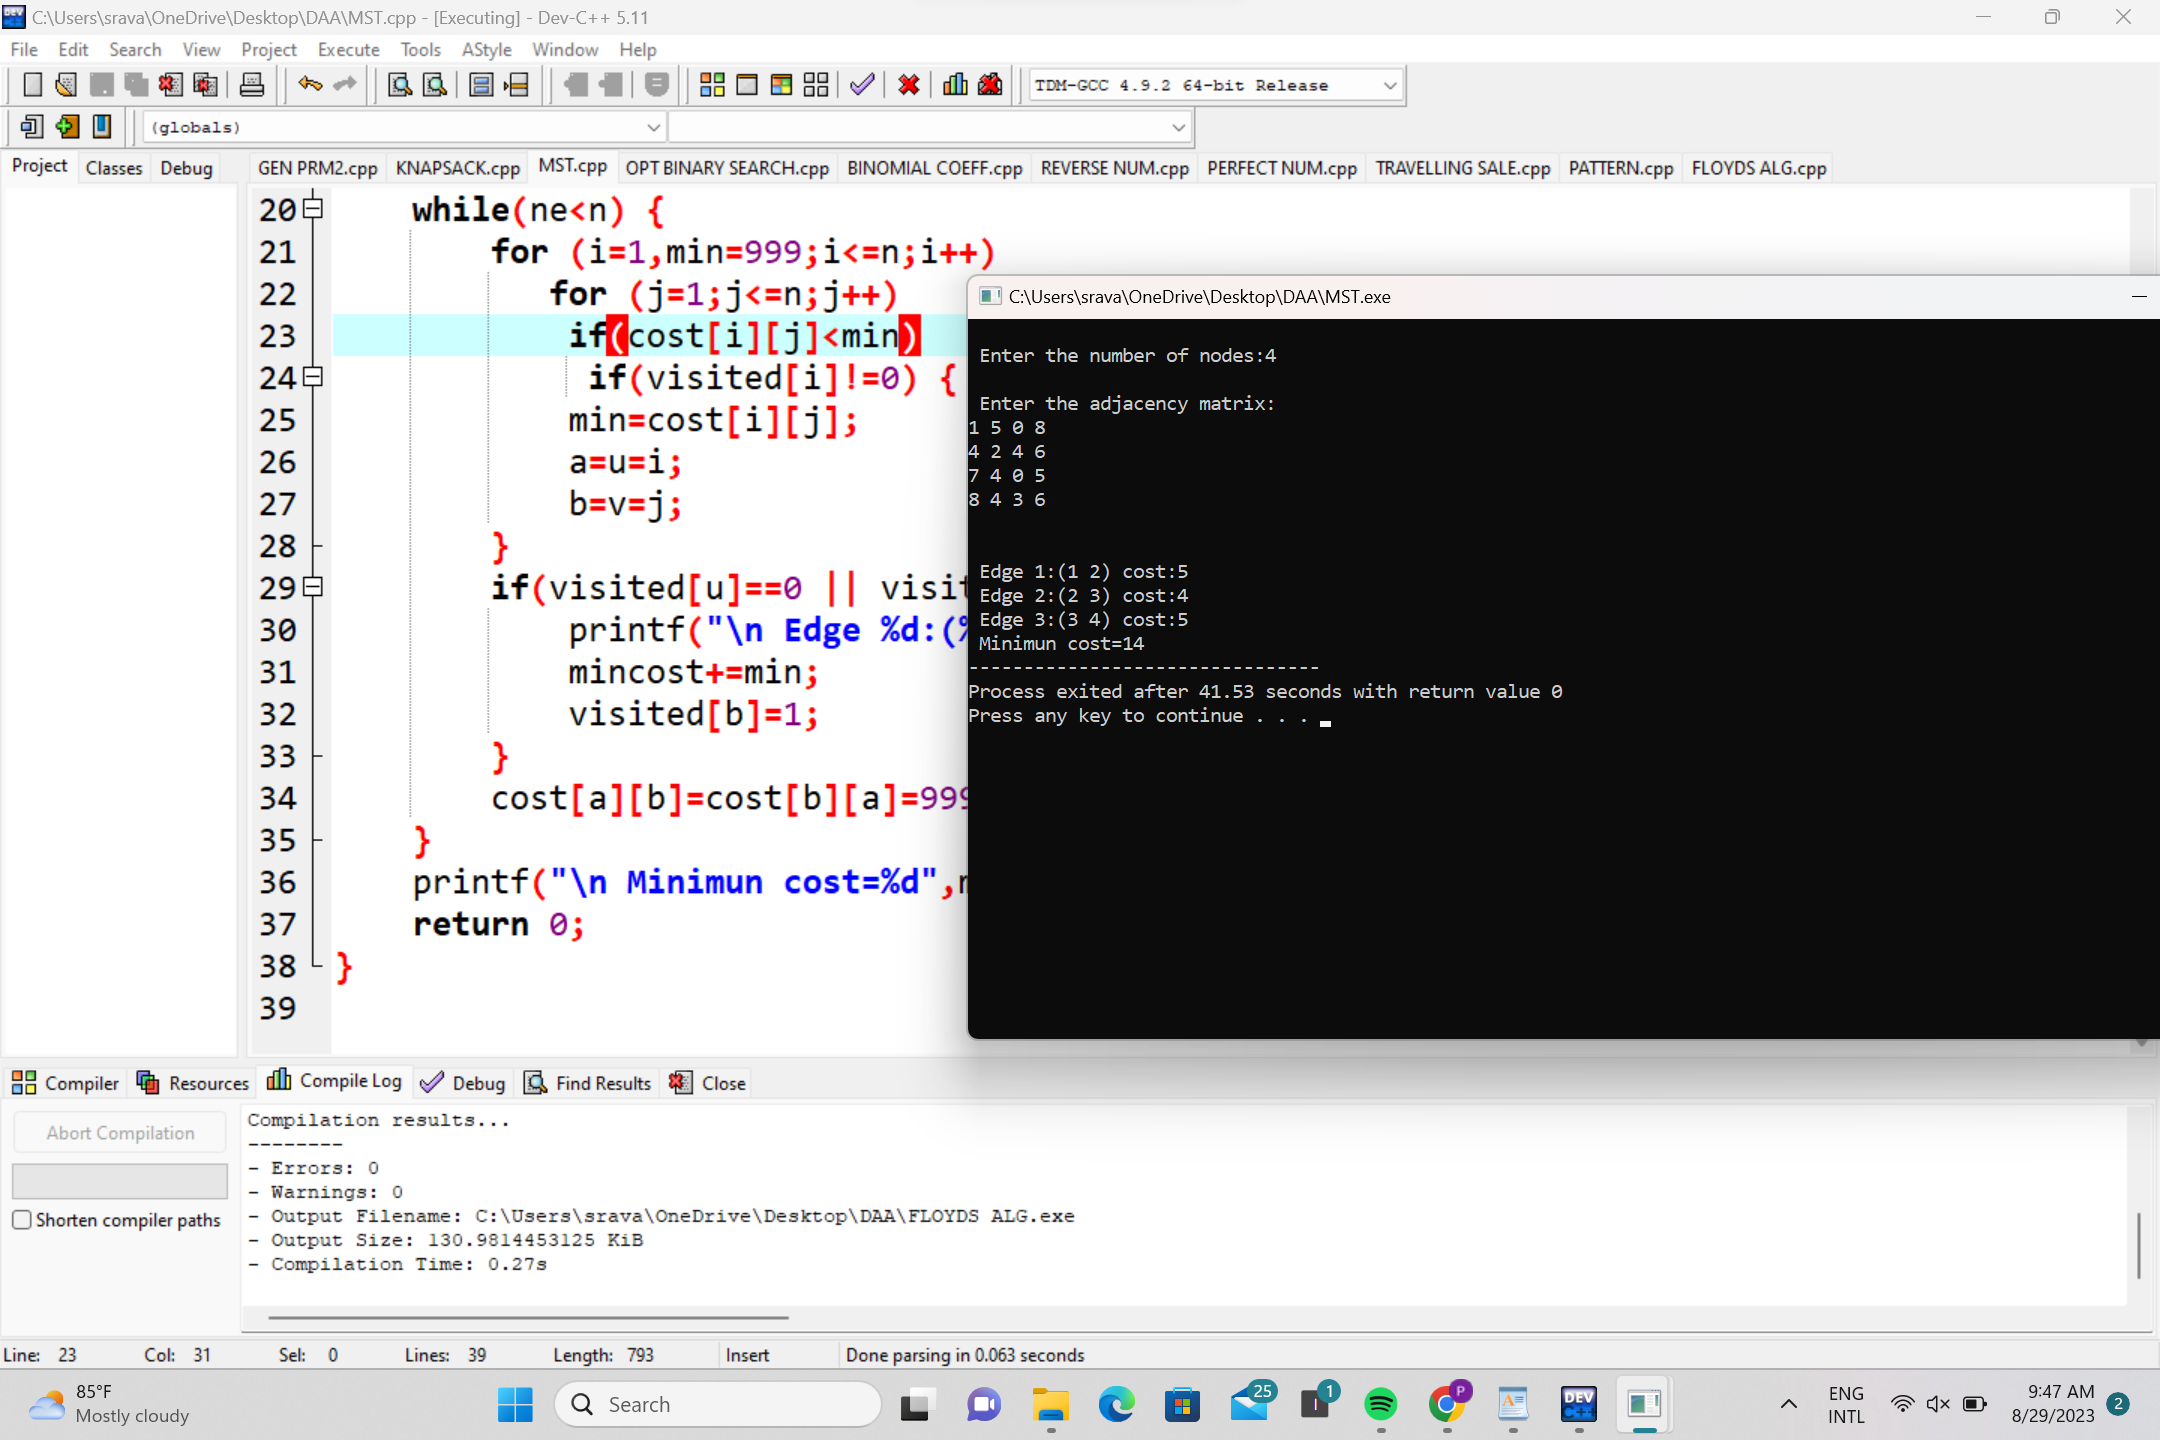 C:\Users\srava\OneDrive\Desktop\DAA\MST.cpp - [Executing] - Dev-C++ 5.11
File Edit Search View Project Execute Tools AStyle Window Help
TDM-GCC 4.9.2 64-bit Release
(globals)
Project Classes Debug
GEN PRM2.cpp KNAPSACK.cpp MST.cpp OPT BINARY SEARCH.cpp BINOMIAL COEFF.cpp REVERSE NUM.cpp PERFECT NUM.cpp TRAVELLING SALE.cpp PATTERN.cpp FLOYDS ALG.cpp
20 while(ne<n) {
21 for (i=1,min=999;i<=n;i++)
22 for (j=1;j<=n;j++)
23 if(cost[i][j]<min)
24 if(visited[i]!=0) {
25 min=cost[i][j];
26 a=u=i;
27 b=v=j;
28 }
29 if(visited[u]==0 || visit
30 printf("\n Edge %d:(%
31 mincost+=min;
32 visited[b]=1;
33 }
34 cost[a][b]=cost[b][a]=999
35 }
36 printf("\n Minimun cost=%d",m
37 return 0;
38 }
39
C:\Users\srava\OneDrive\Desktop\DAA\MST.exe
Enter the number of nodes:4
Enter the adjacency matrix:
1 5 0 8
4 2 4 6
7 4 0 5
8 4 3 6
Edge 1:(1 2) cost:5
Edge 2:(2 3) cost:4
Edge 3:(3 4) cost:5
Minimun cost=14
--------------------------------
Process exited after 41.53 seconds with return value 0
Press any key to continue . . .
Compiler Resources Compile Log Debug Find Results Close
Abort Compilation
Shorten compiler paths
Compilation results...
--------
- Errors: 0
- Warnings: 0
- Output Filename: C:\Users\srava\OneDrive\Desktop\DAA\FLOYDS ALG.exe
- Output Size: 130.9814453125 KiB
- Compilation Time: 0.27s
Line: 23 Col: 31 Sel: 0 Lines: 39 Length: 793 Insert Done parsing in 0.063 seconds
85°F
Mostly cloudy
Search
25
1
P
DEV
C++
ENG
INTL
9:47 AM
8/29/2023
2